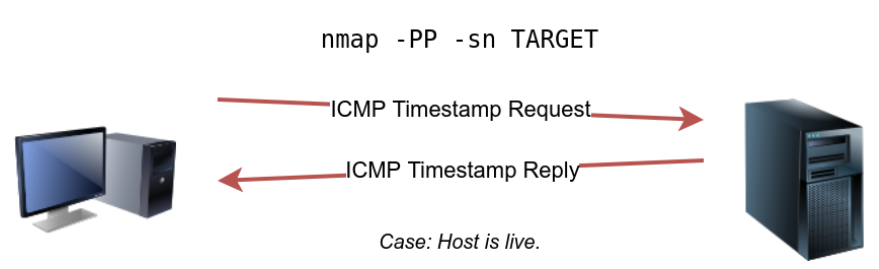 nmap -PP -sn TARGET
ICMP Timestamp Request
ICMP Timestamp Reply
Case: Host is live.